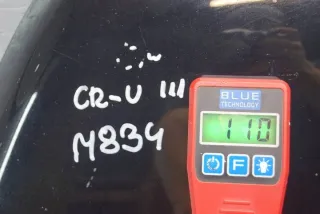 CR-V III
M834
BLUE
TECHNOLOGY
110
F